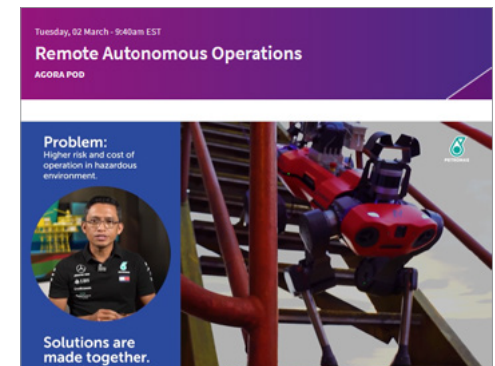 Tuesday, 02 March - 9:40am EST
Remote Autonomous Operations
AGORA POD
Problem:
Higher risk and cost of
operation in hazardous
environment.
PETRONAS
Solutions are
made together.